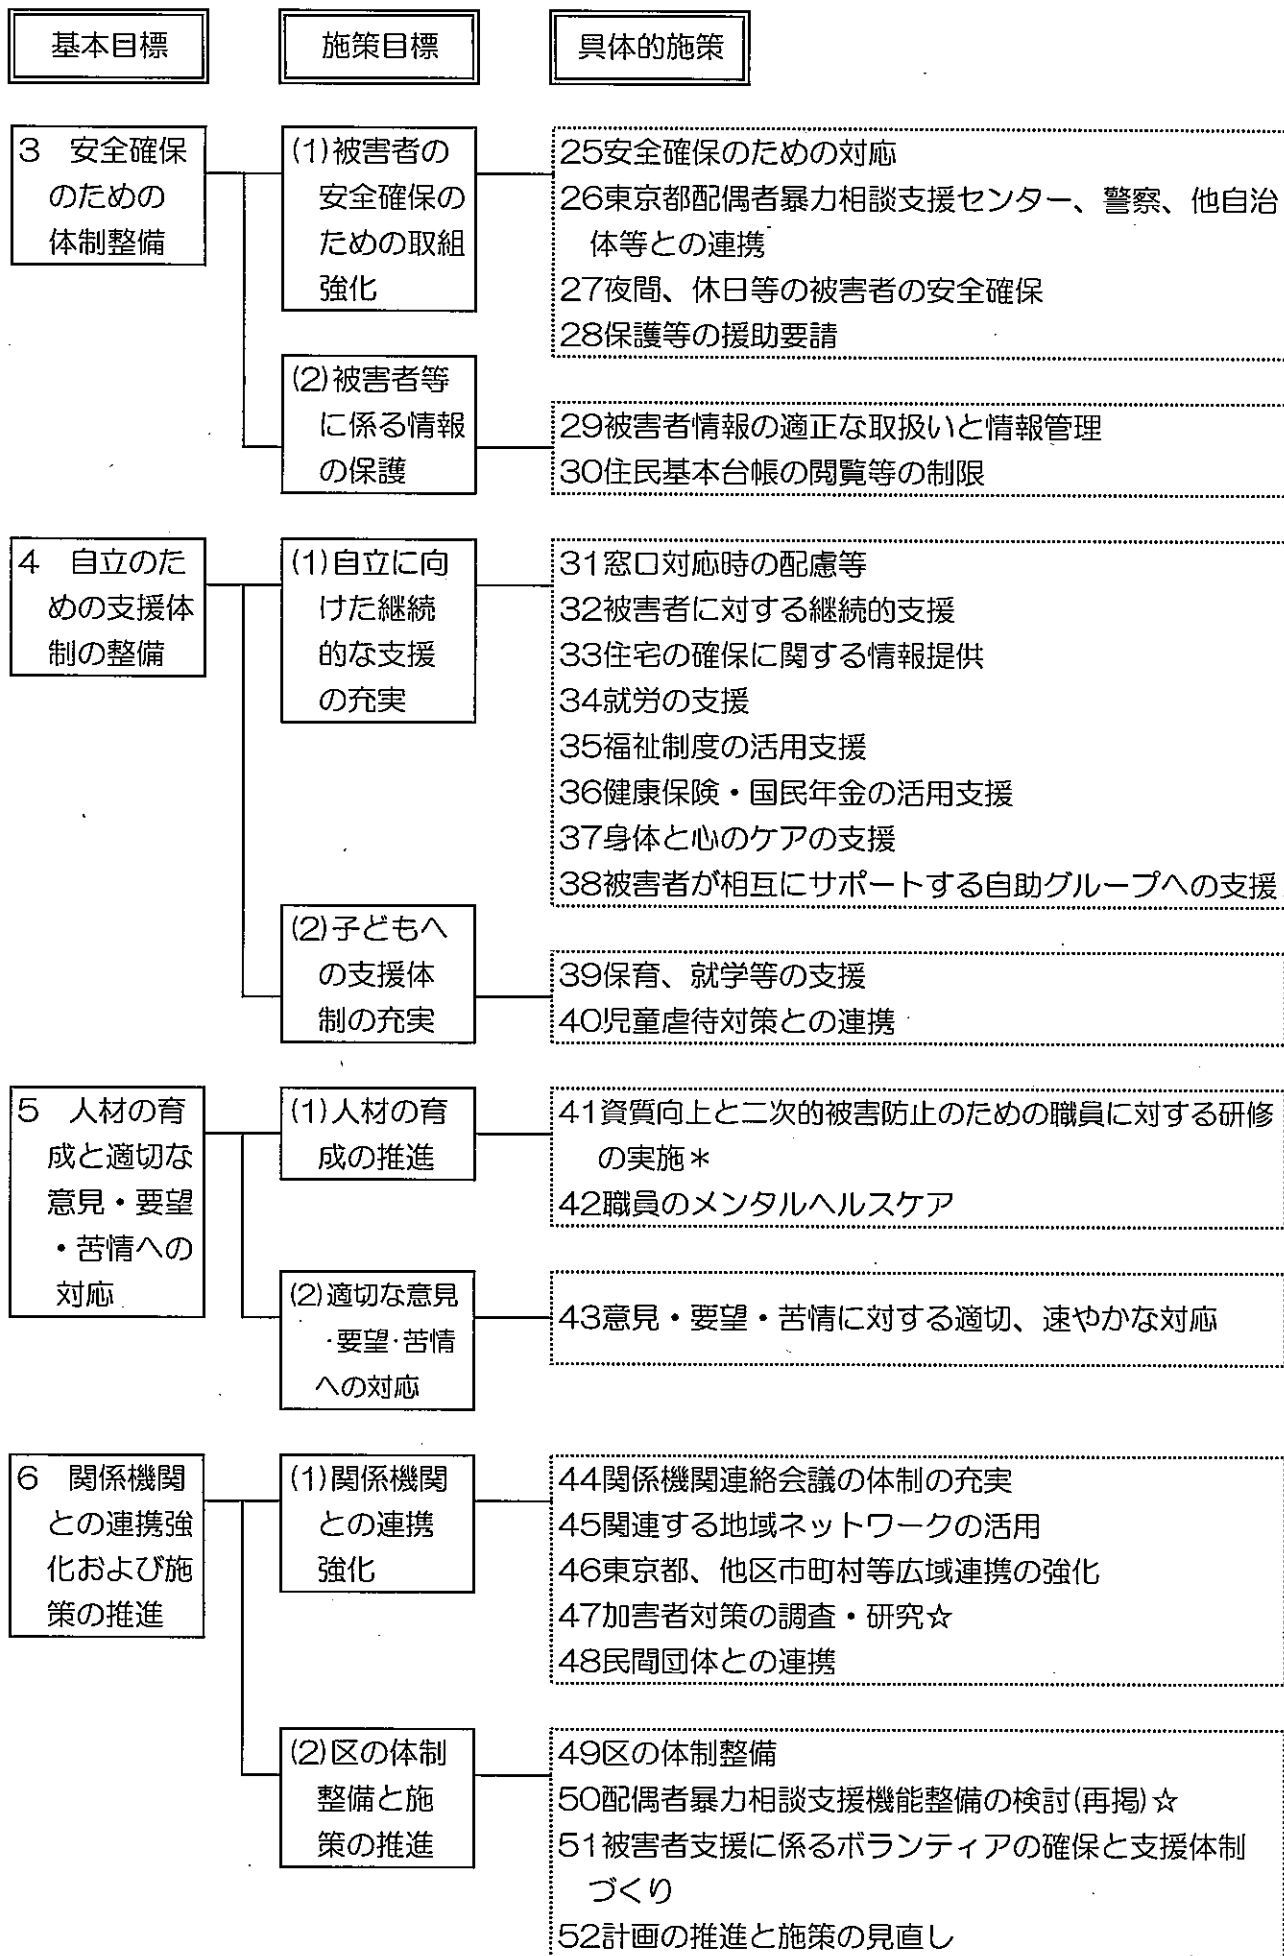 基本目標
施策目標
具体的施策
3 安全確保
のための
体制整備
(1)被害者の
安全確保の
ための取組
強化
25安全確保のための対応
26東京都配偶者暴力相談支援センター、警察、他自治
体等との連携
27夜間、休日等の被害者の安全確保
28保護等の援助要請
(2)被害者等
に係る情報
の保護
29被害者情報の適正な取扱いと情報管理
30住民基本台帳の閲覧等の制限
4 自立のた
めの支援体
制の整備
(1)自立に向
けた継続
的な支援
の充実
31窓口対応時の配慮等
32被害者に対する継続的支援
33住宅の確保に関する情報提供
34就労の支援
35福祉制度の活用支援
36健康保険・国民年金の活用支援
37身体と心のケアの支援
38被害者が相互にサポートする自助グループへの支援
(2)子どもへ
の支援体
制の充実
39保育、就学等の支援
40児童虐待対策との連携
5 人材の育
成と適切な
意見・要望
・苦情への
対応
(1)人材の育
成の推進
41資質向上と二次的被害防止のための職員に対する研修
の実施＊
42職員のメンタルヘルスケア
(2)適切な意見
・要望・苦情
への対応
43意見・要望・苦情に対する適切、速やかな対応
6 関係機関
との連携強
化および施
策の推進
(1)関係機関
との連携
強化
44関係機関連絡会議の体制の充実
45関連する地域ネットワークの活用
46東京都、他区市町村等広域連携の強化
47加害者対策の調査・研究☆
48民間団体との連携
(2)区の体制
整備と施
策の推進
49区の体制整備
50配偶者暴力相談支援機能整備の検討(再掲)☆
51被害者支援に係るボランティアの確保と支援体制
づくり
52計画の推進と施策の見直し